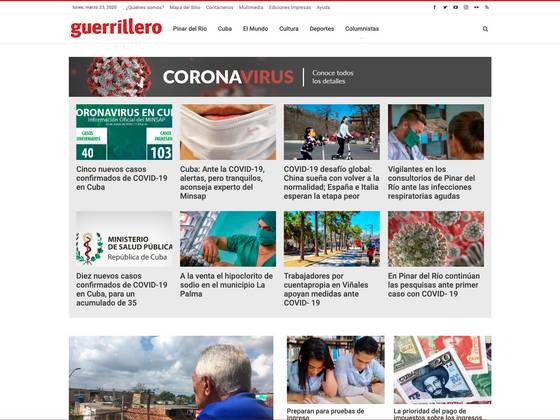 lunes, marzo 23, 2020 ¿Quiénes somos? Mapa del Sitio Contáctenos Multimedia Ediciones Impresas Ayuda
guerrillero Pinar del Río Cuba El Mundo Cultura Deportes Columnistas
CORONAVIRUS
Conoce todos
los detalles
CORONAVIRUS EN CU
Información Oficial del MINSAP
CASOS
CONFIRMADOS
40
CASOS
INGRESAD
103
Cinco nuevos casos
confirmados de COVID-19
en Cuba
Cuba: Ante la COVID-19,
alertas, pero tranquilos,
aconseja experto del
Minsap
COVID-19 desafío global:
China sueña con volver a la
normalidad; España e Italia
esperan la etapa peor
Vigilantes en los
consultorios de Pinar del
Río ante las infecciones
respiratorias agudas
MINISTERIO
DE SALUD PÚBLICA
República de Cuba
Diez nuevos casos
confirmados de COVID-19
en Cuba, para un
acumulado de 35
A la venta el hipoclorito de
sodio en el municipio La
Palma
Trabajadores por
cuentapropia en Viñales
apoyan medidas ante
COVID- 19
En Pinar del Río continúan
las pesquisas ante primer
caso con COVID- 19
Preparan para pruebas de
ingreso
La prioridad del pago de
impuestos sobre los ingresos